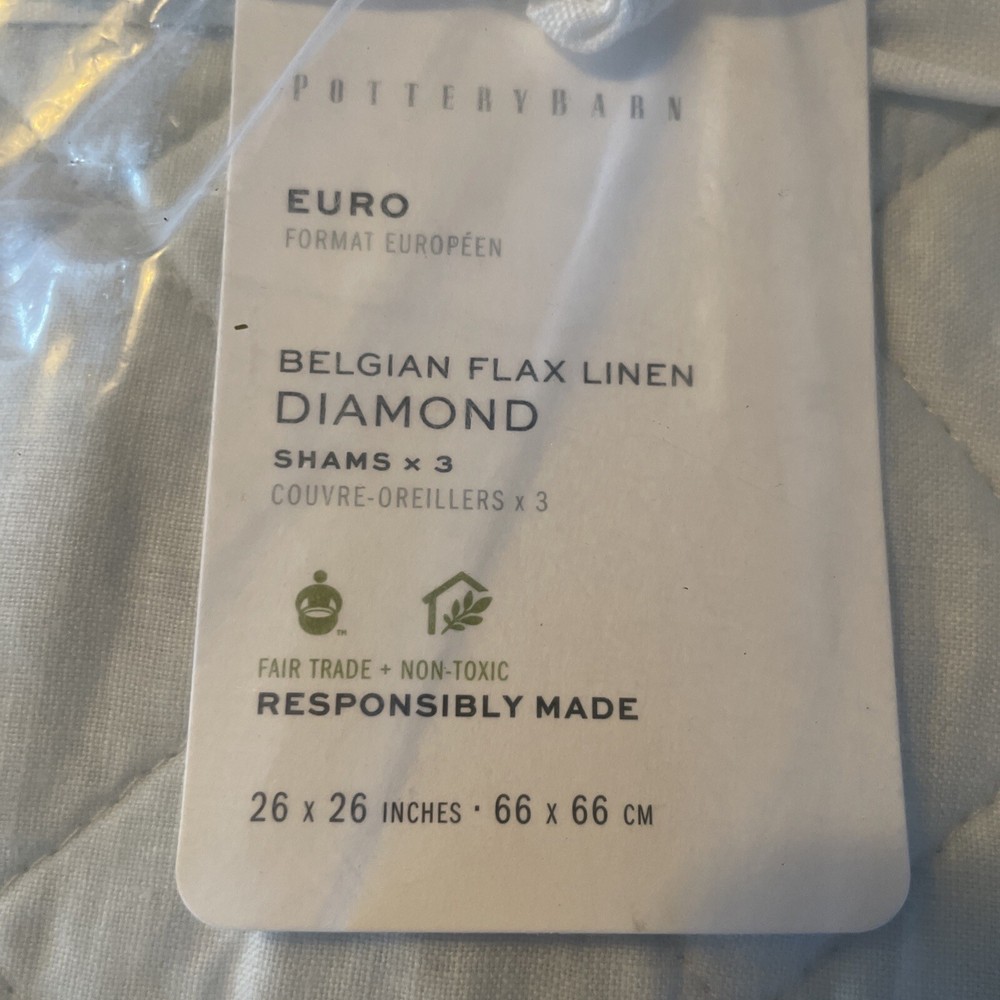 POTTERYBARN
EURO
FORMAT EUROPÉEN
BELGIAN FLAX LINEN
DIAMOND
SHAMS x 3
COUVRE-OREILLERS x 3
TM
FAIR TRADE + NON-TOXIC
RESPONSIBLY MADE
26 X 26 INCHES · 66 X 66 CM